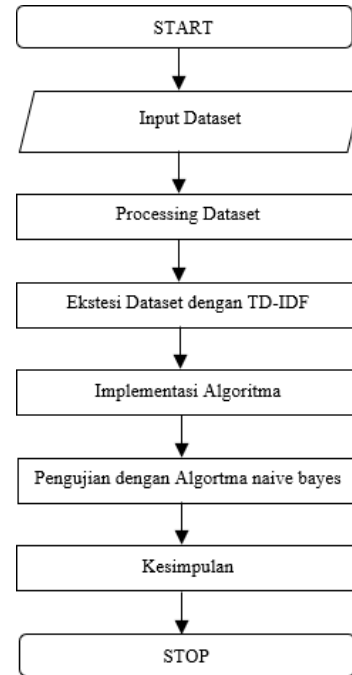 START
Input Dataset
Processing Dataset
Ekstesi Dataset dengan TD-IDF
Implementasi Algoritma
Pengujian dengan Algortma naive bayes
Kesimpulan
STOP